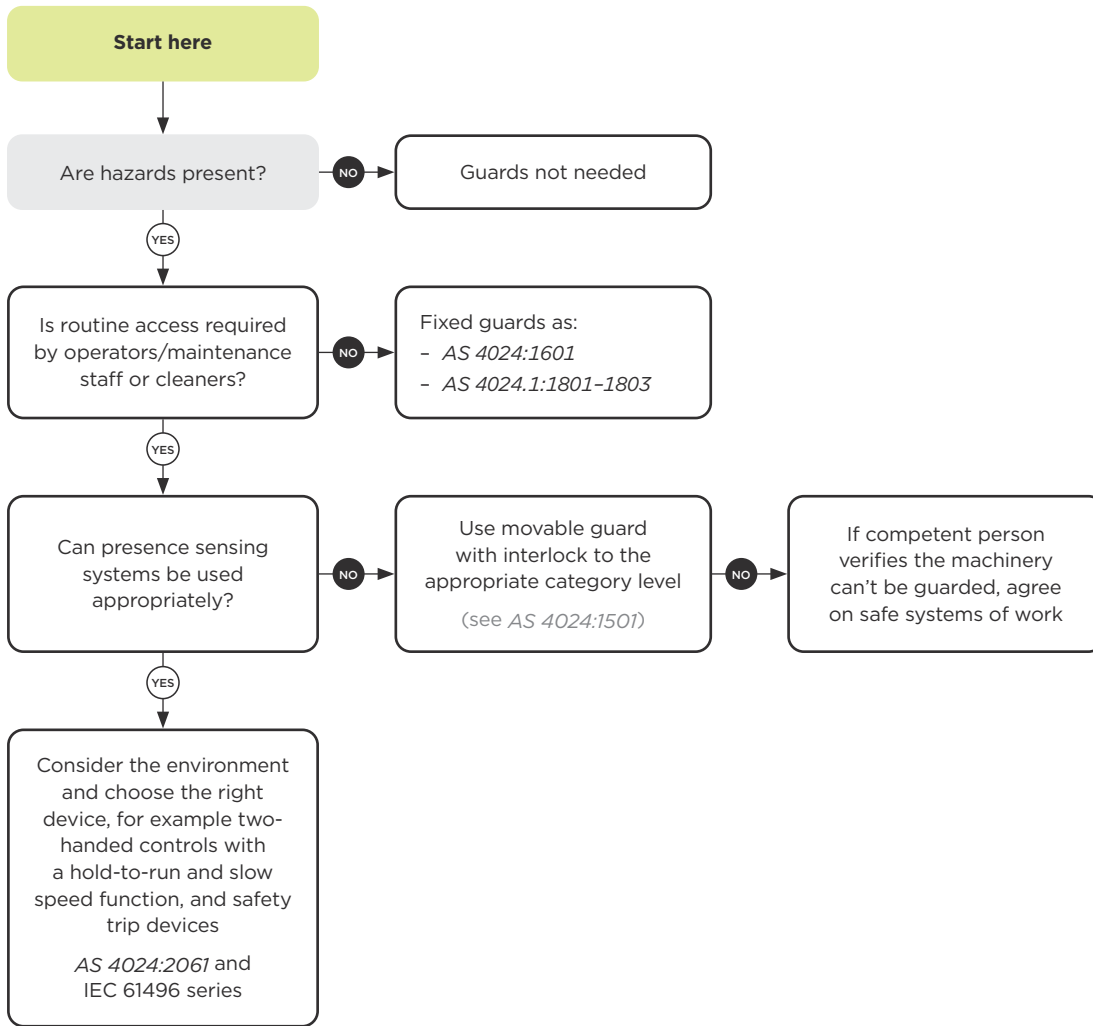 Start here
Are hazards present?
NO
Guards not needed
YES
Is routine access required
by operators/maintenance
staff or cleaners?
NO
Fixed guards as:
– AS 4024:1601
– AS 4024.1:1801–1803
YES
Can presence sensing
systems be used
appropriately?
NO
Use movable guard
with interlock to the
appropriate category level
(see AS 4024:1501)
NO
If competent person
verifies the machinery
can't be guarded, agree
on safe systems of work
YES
Consider the environment
and choose the right
device, for example two-
handed controls with
a hold-to-run and slow
speed function, and safety
trip devices
AS 4024:2061 and
IEC 61496 series